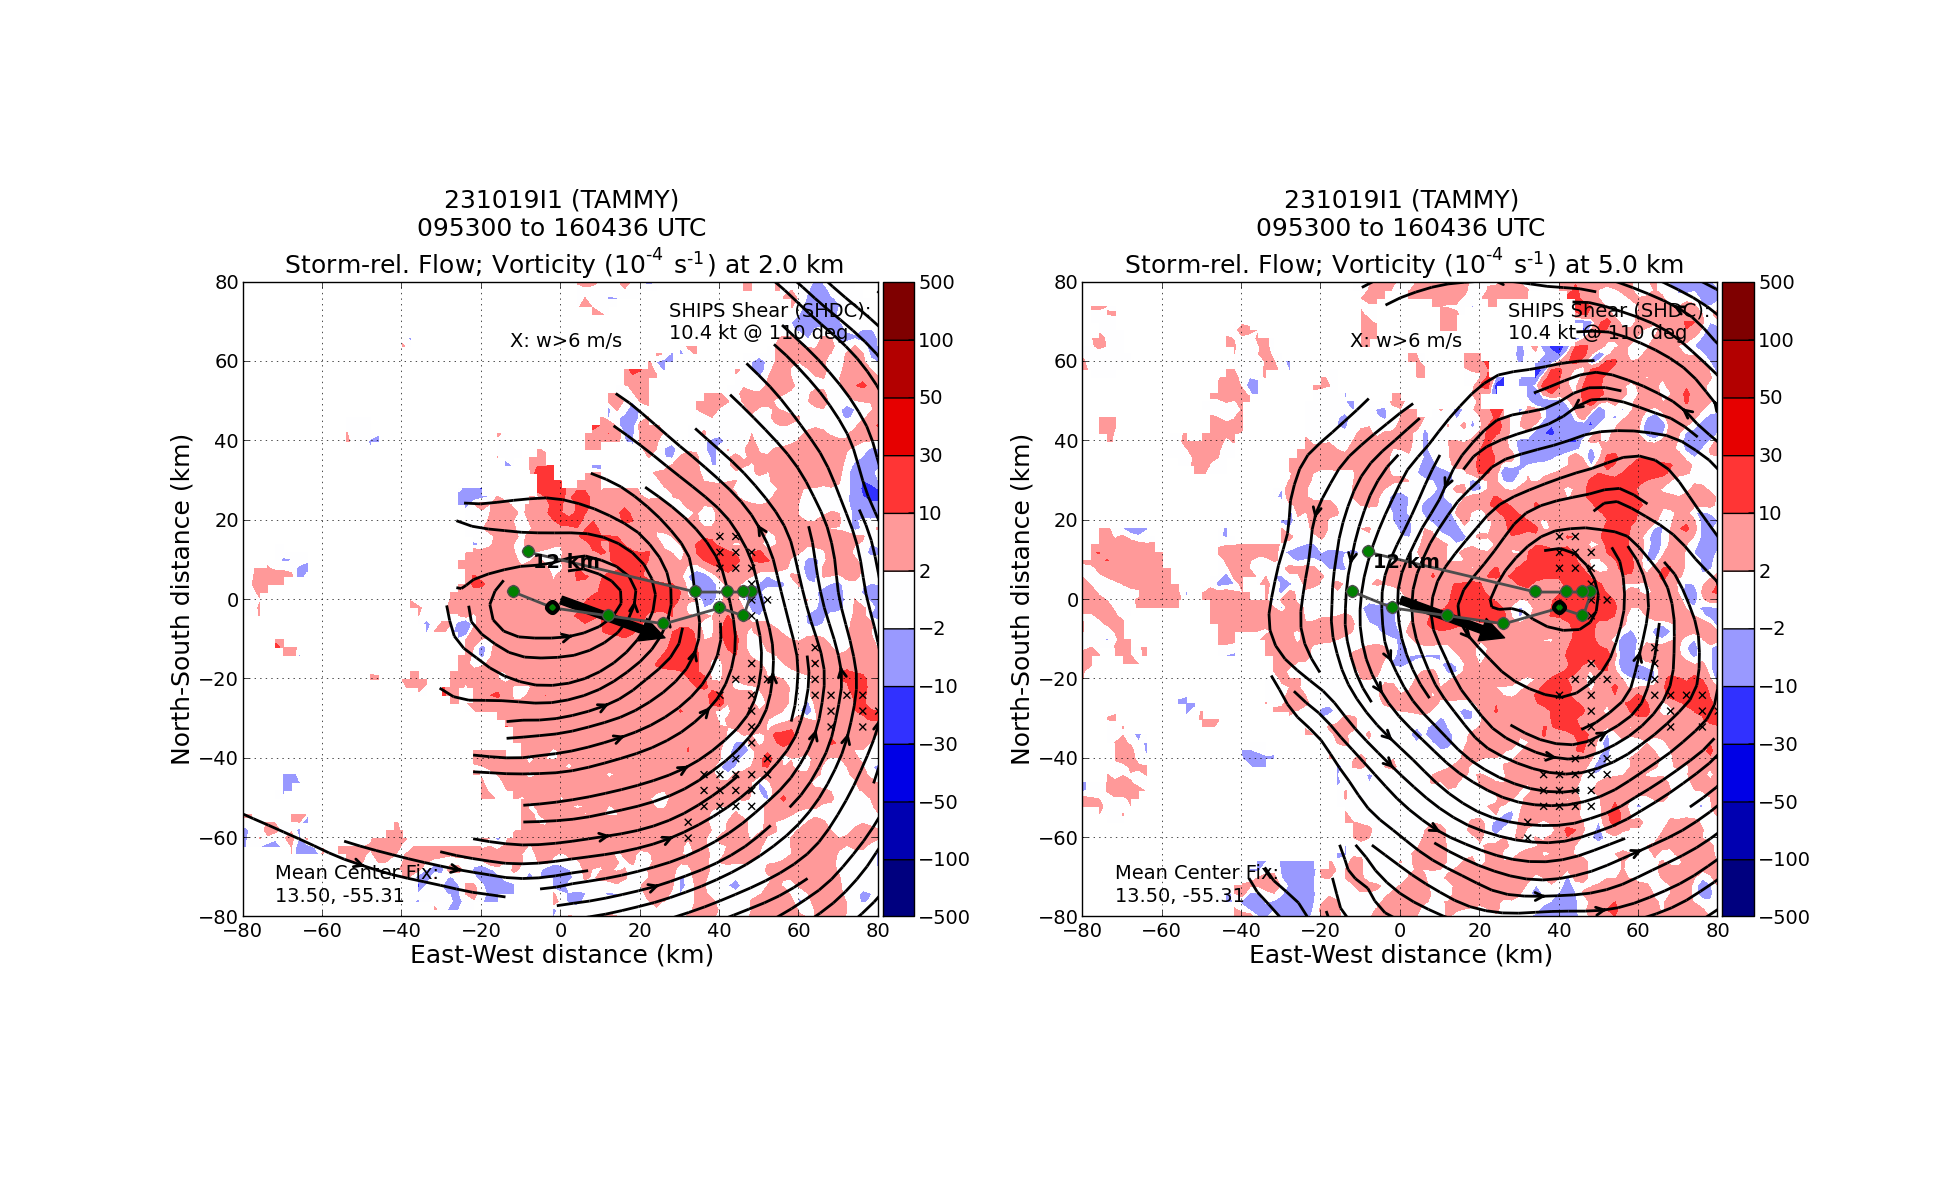 231019I1 (TAMMY)
095300 to 160436 UTC
Storm-rel. Flow; Vorticity (10⁻⁴ s⁻¹) at 2.0 km
80
60
40
20
0
−20
−40
−60
−80
North-South distance (km)
SHIPS Shear (SHDC):
10.4 kt @ 110 deg
X: w>6 m/s
12 km
Mean Center Fix:
13.50, -55.31
−80 −60 −40 −20 0 20 40 60 80
East-West distance (km)
500
100
50
30
10
2
−2
−10
−30
−50
−100
−500
231019I1 (TAMMY)
095300 to 160436 UTC
Storm-rel. Flow; Vorticity (10⁻⁴ s⁻¹) at 5.0 km
80
60
40
20
0
−20
−40
−60
−80
North-South distance (km)
SHIPS Shear (SHDC):
10.4 kt @ 110 deg
X: w>6 m/s
12 km
Mean Center Fix:
13.50, -55.31
−80 −60 −40 −20 0 20 40 60 80
East-West distance (km)
500
100
50
30
10
2
−2
−10
−30
−50
−100
−500